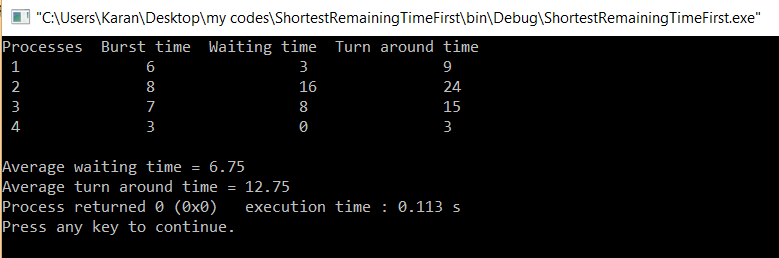 "C:\Users\Karan\Desktop\my codes\ShortestRemainingTimeFirst\bin\Debug\ShortestRemainingTimeFirst.exe"
Processes  Burst time  Waiting time  Turn around time
 1             6               3              9
 2             8               16             24
 3             7               8              15
 4             3               0              3
Average waiting time = 6.75
Average turn around time = 12.75
Process returned 0 (0x0)   execution time : 0.113 s
Press any key to continue.